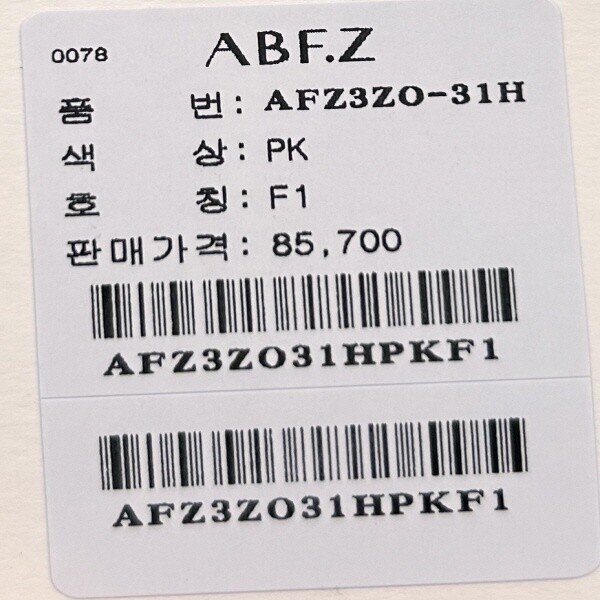 0078 ABF.Z
품 번: AFZ3ZO-31H
색 상: PK
호 칭: F1
판매가격: 85,700
AFZ3ZO31HPKF1
AFZ3ZO31HPKF1